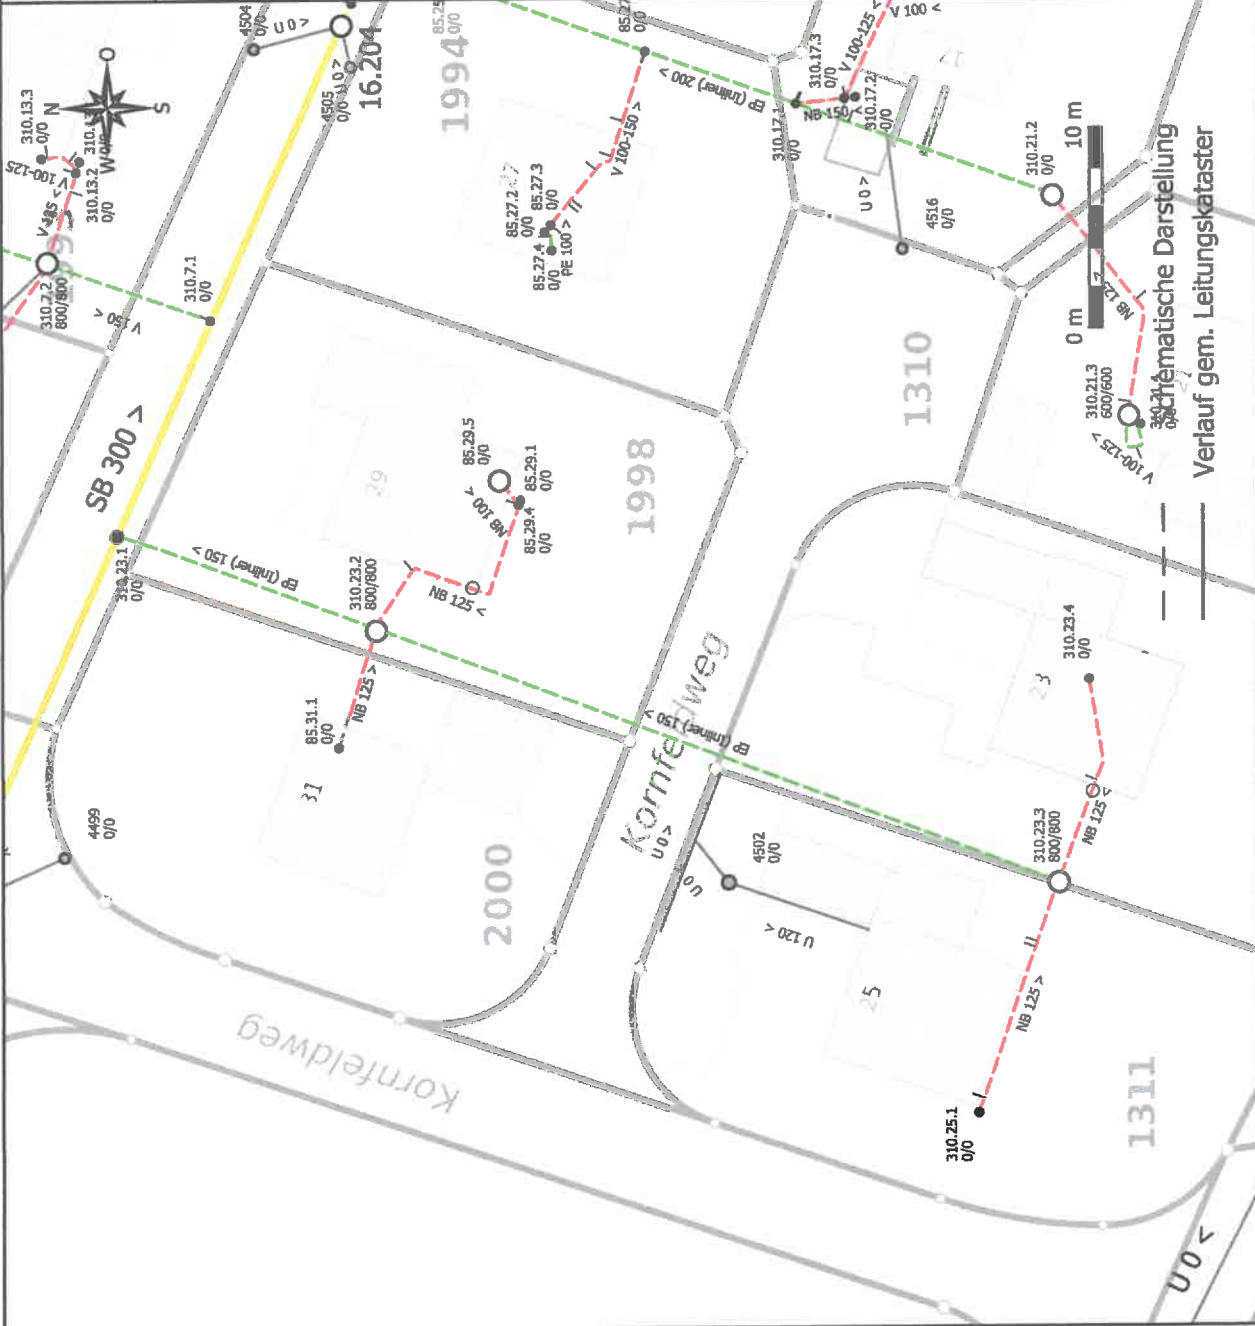 4504
0/0
U 0 >
4505
0/0
U 0 >
16.204
1994
310.13.3
0/0
N
O
S
W
V 100-125
310.13.2
0/0
310.7.2
800/800
V 150 >
310.7.1
0/0
SB 300 >
310.23.1
0/0
EP (Inliner) 150 >
310.23.2
800/800
29
85.29.5
0/0
NB 100 >
85.29.1
0/0
85.29.4
0/0
NB 125 >
NB 125 >
85.31.1
0/0
31
4499
0/0
2000
1998
27
85.27.2
0/0
85.27.3
0/0
85.27.4
0/0
PE 100 >
V 100-150 >
0/0
EP (Inliner) 200 >
310.17.1
0/0
310.17.3
0/0
NB 150
310.17.2
0/0
V 100-125 >
V 100 >
17
U 0 >
4516
0/0
310.21.2
0/0
0 m
10 m
NB 125 >
310.21.3
600/600
V 100-125 >
21
1310
Schematische Darstellung
Verlauf gem. Leitungskataster
Kornfeldweg
EP (Inliner) 150 >
U 0 >
U 0
4502
0/0
U 120 >
25
23
310.23.4
0/0
310.23.3
800/800
NB 125 >
NB 125 >
310.25.1
0/0
1311
Kornfeldweg
U 0 >